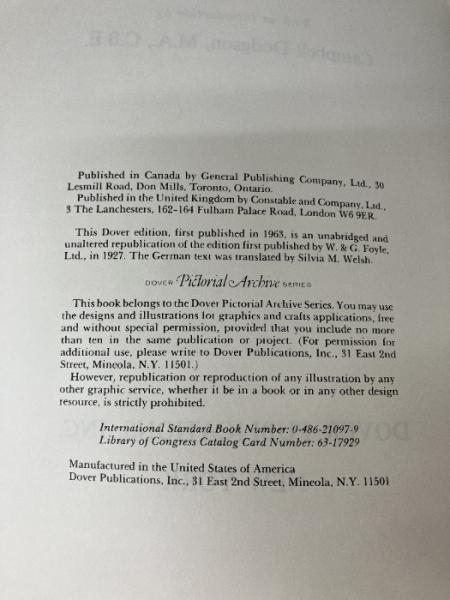 Published in Canada by General Publishing Company, Ltd., 30
Lesmill Road, Don Mills, Toronto, Ontario.
Published in the United Kingdom by Constable and Company, Ltd.,
3 The Lanchesters, 162–164 Fulham Palace Road, London W6 9ER.
This Dover edition, first published in 1963, is an unabridged and
unaltered republication of the edition first published by W. & G. Foyle,
Ltd., in 1927. The German text was translated by Silvia M. Welsh.
DOVER Pictorial Archive SERIES
This book belongs to the Dover Pictorial Archive Series. You may use
the designs and illustrations for graphics and crafts applications, free
and without special permission, provided that you include no more
than ten in the same publication or project. (For permission for
additional use, please write to Dover Publications, Inc., 31 East 2nd
Street, Mineola, N.Y. 11501.)
However, republication or reproduction of any illustration by any
other graphic service, whether it be in a book or in any other design
resource, is strictly prohibited.
International Standard Book Number: 0-486-21097-9
Library of Congress Catalog Card Number: 63-17929
Manufactured in the United States of America
Dover Publications, Inc., 31 East 2nd Street, Mineola, N.Y. 11501